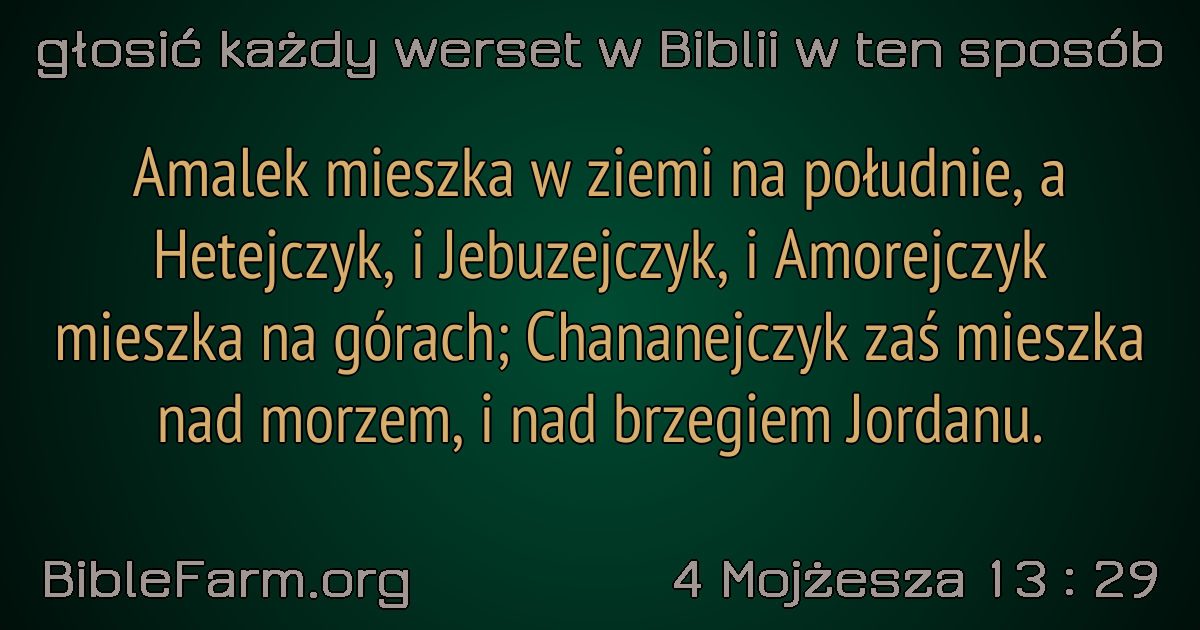 głosić każdy werset w Biblii w ten sposób
Amalek mieszka w ziemi na południe, a
Hetejczyk, i Jebuzejczyk, i Amorejczyk
mieszka na górach; Chananejczyk zaś mieszka
nad morzem, i nad brzegiem Jordanu.
BibleFarm.org
4 Mojżesza 13 : 29